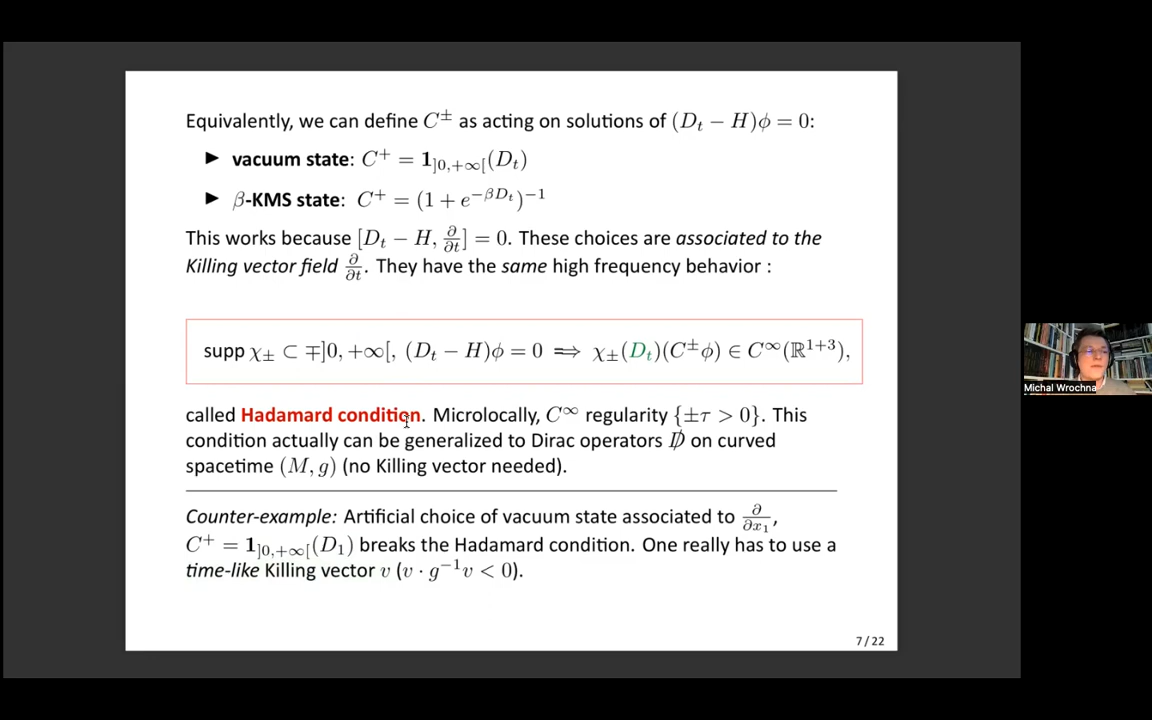 Equivalently, we can define C^± as acting on solutions of (D_t − H)ϕ = 0:
▶ vacuum state: C^+ = 1_{]0,+∞[}(D_t)
▶ β-KMS state: C^+ = (1 + e^{−βD_t})^{−1}
This works because [D_t − H, ∂/∂t] = 0. These choices are associated to the
Killing vector field ∂/∂t. They have the same high frequency behavior :
supp χ_± ⊂ ∓]0, +∞[, (D_t − H)ϕ = 0 ⟹ χ_±(D_t)(C^±ϕ) ∈ C^∞(ℝ^{1+3}),
called Hadamard condition. Microlocally, C^∞ regularity {±τ > 0}. This
condition actually can be generalized to Dirac operators D̸ on curved
spacetime (M, g) (no Killing vector needed).
Counter-example: Artificial choice of vacuum state associated to ∂/∂x_1,
C^+ = 1_{]0,+∞[}(D_1) breaks the Hadamard condition. One really has to use a
time-like Killing vector v (v · g^{−1}v < 0).
7 / 22
Michal Wrochna